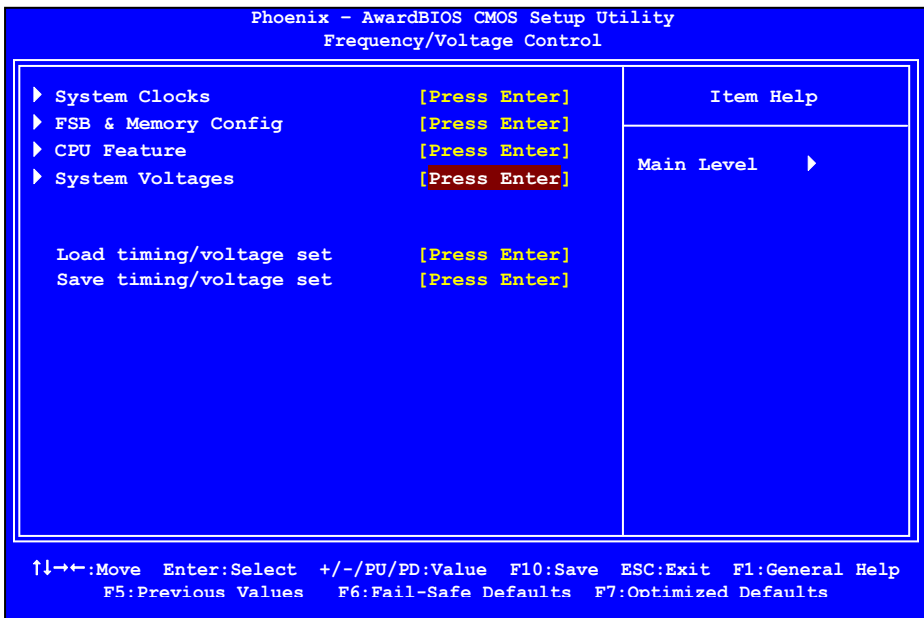 Phoenix – AwardBIOS CMOS Setup Utility
Frequency/Voltage Control
System Clocks [Press Enter]
FSB & Memory Config [Press Enter]
CPU Feature [Press Enter]
System Voltages [Press Enter]
Load timing/voltage set [Press Enter]
Save timing/voltage set [Press Enter]
Item Help
Main Level
↑↓→←:Move Enter:Select +/-/PU/PD:Value F10:Save ESC:Exit F1:General Help
F5:Previous Values F6:Fail-Safe Defaults F7:Optimized Defaults